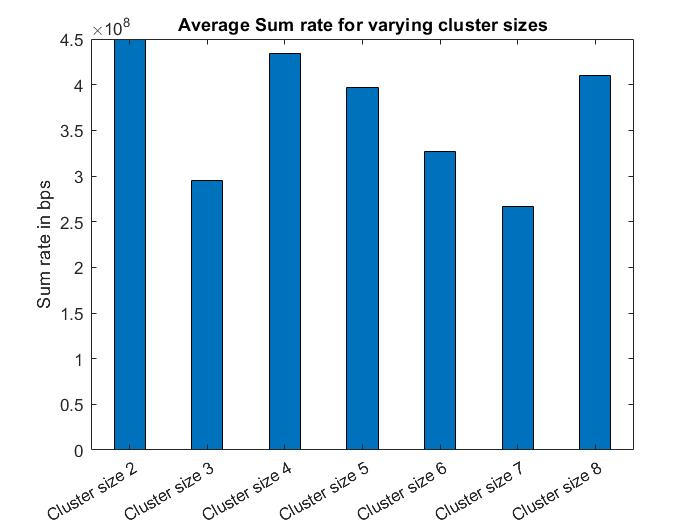 ×10⁸
Average Sum rate for varying cluster sizes
4.5
4
3.5
3
2.5
2
1.5
1
0.5
0
Sum rate in bps
Cluster size 2
Cluster size 3
Cluster size 4
Cluster size 5
Cluster size 6
Cluster size 7
Cluster size 8